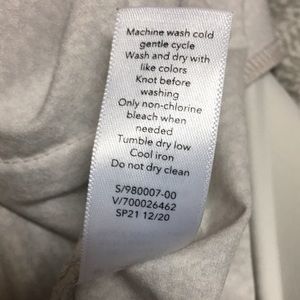 Machine wash cold
gentle cycle
Wash and dry with
like colors
Knot before
washing
Only non-chlorine
bleach when
needed
Tumble dry low
Cool iron
Do not dry clean
S/980007-00
V/700026462
SP21 12/20